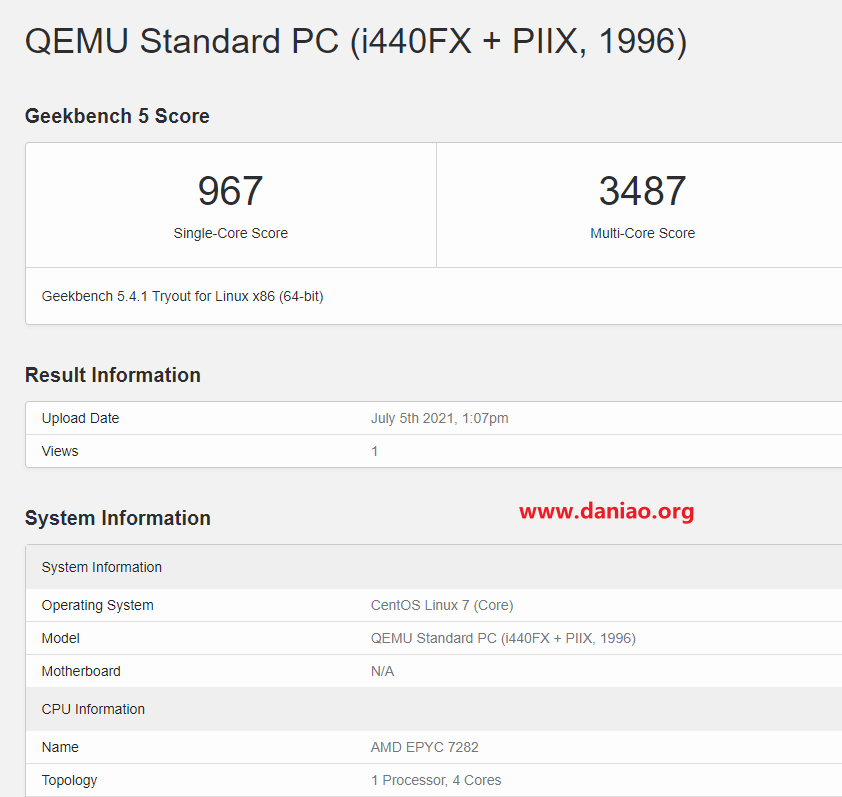 QEMU Standard PC (i440FX + PIIX, 1996)
Geekbench 5 Score
967 3487
Single-Core Score Multi-Core Score
Geekbench 5.4.1 Tryout for Linux x86 (64-bit)
Result Information
Upload Date July 5th 2021, 1:07pm
Views 1
www.daniao.org
System Information
System Information
Operating System CentOS Linux 7 (Core)
Model QEMU Standard PC (i440FX + PIIX, 1996)
Motherboard N/A
CPU Information
Name AMD EPYC 7282
Topology 1 Processor, 4 Cores